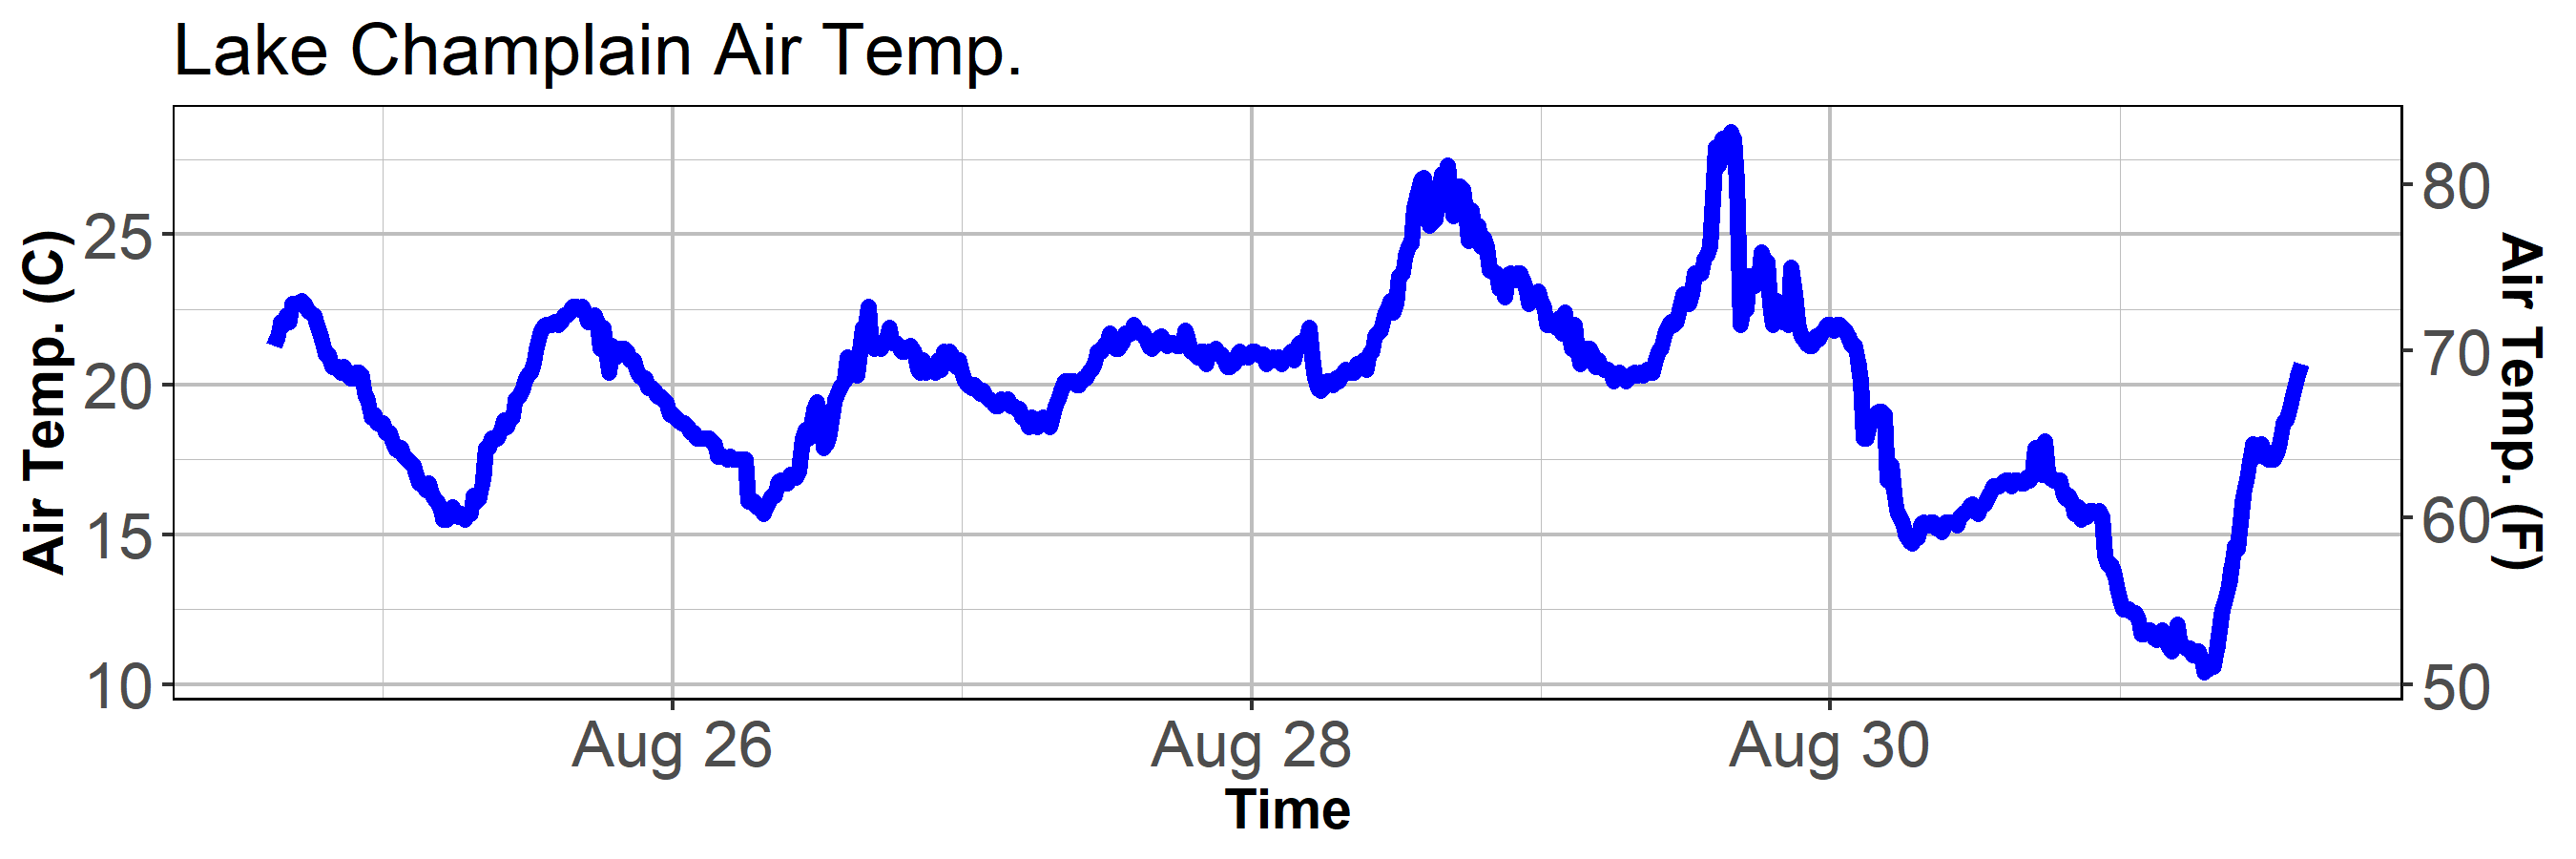 Lake Champlain Air Temp.
Air Temp. (C)
25
20
15
10
80
70
60
50
Air Temp. (F)
Aug 26
Aug 28
Aug 30
Time